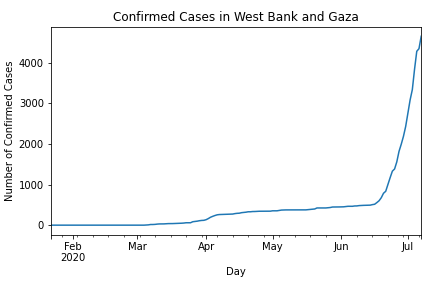 Confirmed Cases in West Bank and Gaza
Number of Confirmed Cases
4000
3000
2000
1000
0
Feb Mar Apr May Jun Jul
2020
Day